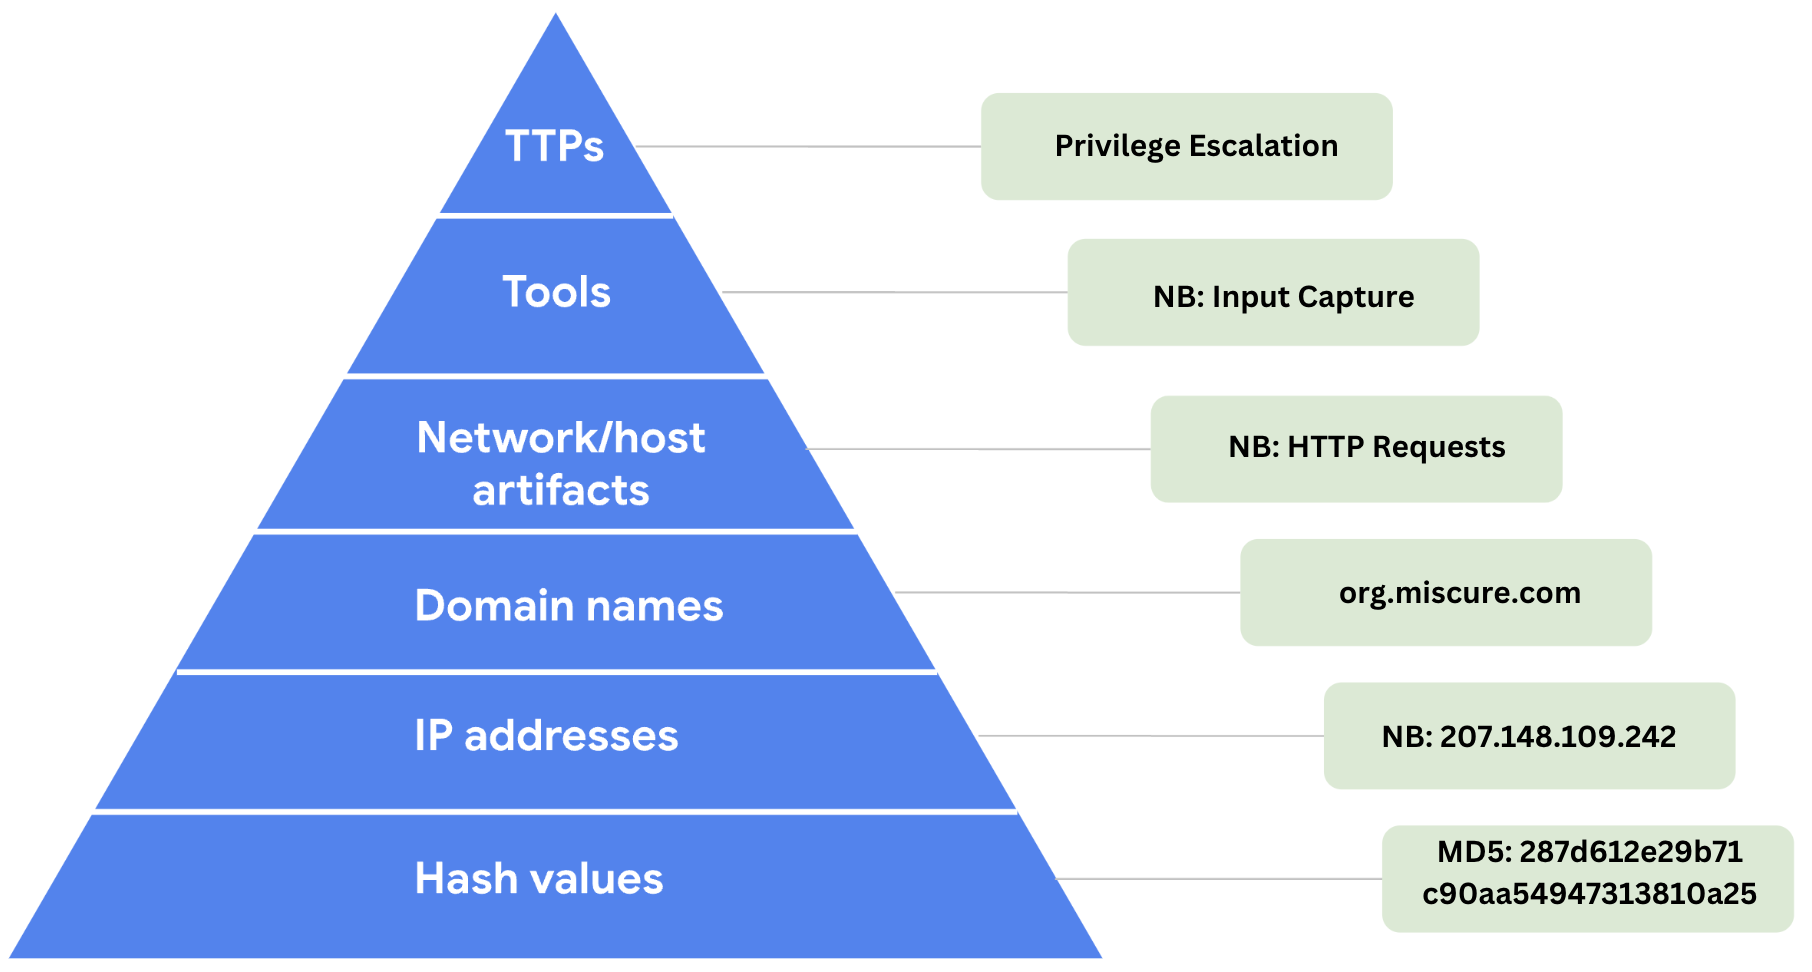 TTPs
Privilege Escalation
Tools
NB: Input Capture
Network/host
artifacts
NB: HTTP Requests
Domain names
org.miscure.com
IP addresses
NB: 207.148.109.242
Hash values
MD5: 287d612e29b71
c90aa54947313810a25